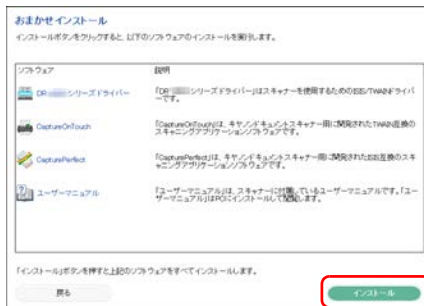 おまかせインストール
インストールボタンをクリックすると、以下のソフトウェアのインストールを実行します。
ソフトウェア
説明
DR シリーズドライバー
「DR シリーズドライバー」はスキャナーを使用するためのISIS/TWAINドライバ
ーです。
CaptureOnTouch
「CaptureOnTouch」は、キヤノンドキュメントスキャナー用に開発されたTWAIN互換の
スキャニングアプリケーションソフトウェアです。
CapturePerfect
「CapturePerfect」は、キヤノンドキュメントスキャナー用に開発されたISIS互換のスキ
ャニングアプリケーションソフトウェアです。
ユーザーマニュアル
「ユーザーマニュアル」は、スキャナーに付属しているユーザーマニュアルです。「ユー
ザーマニュアル」はPCにインストールして閲覧します。
「インストール」ボタンを押すと上記のソフトウェアをすべてインストールします。
戻る
インストール